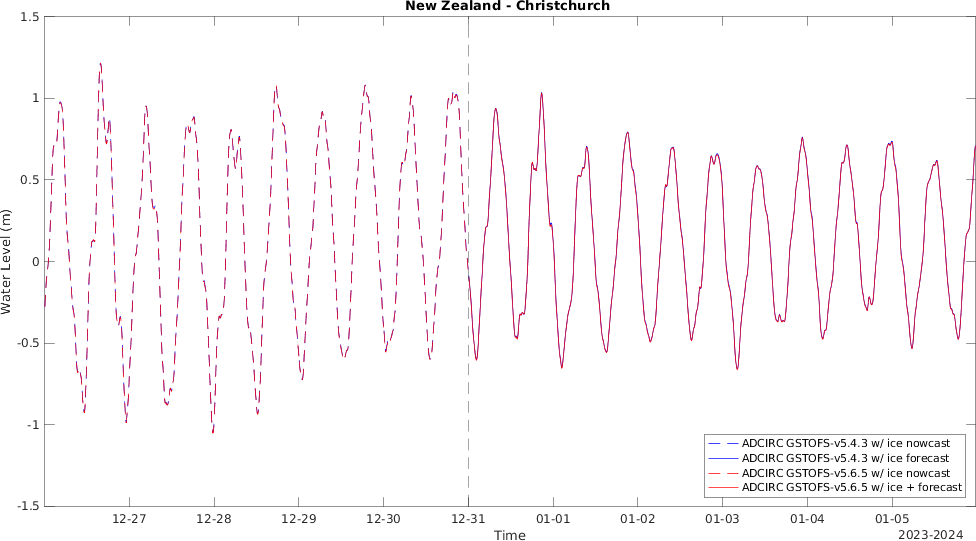 New Zealand - Christchurch
1.5
1
0.5
0
-0.5
-1
-1.5
Water Level (m)
12-27 12-28 12-29 12-30 12-31 01-01 01-02 01-03 01-04 01-05
Time
2023-2024
ADCIRC GSTOFS-v5.4.3 w/ ice nowcast
ADCIRC GSTOFS-v5.4.3 w/ ice forecast
ADCIRC GSTOFS-v5.6.5 w/ ice nowcast
ADCIRC GSTOFS-v5.6.5 w/ ice + forecast